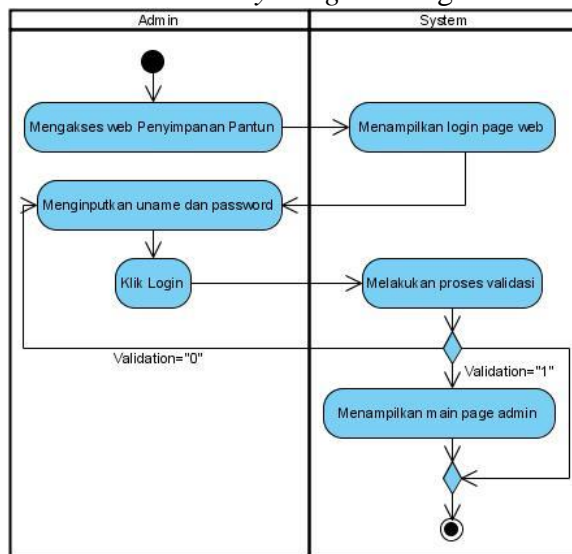 Admin
System
Mengakses web Penyimpanan Pantun
Menampilkan login page web
Menginputkan uname dan password
Klik Login
Melakukan proses validasi
Validation="0"
Validation="1"
Menampilkan main page admin